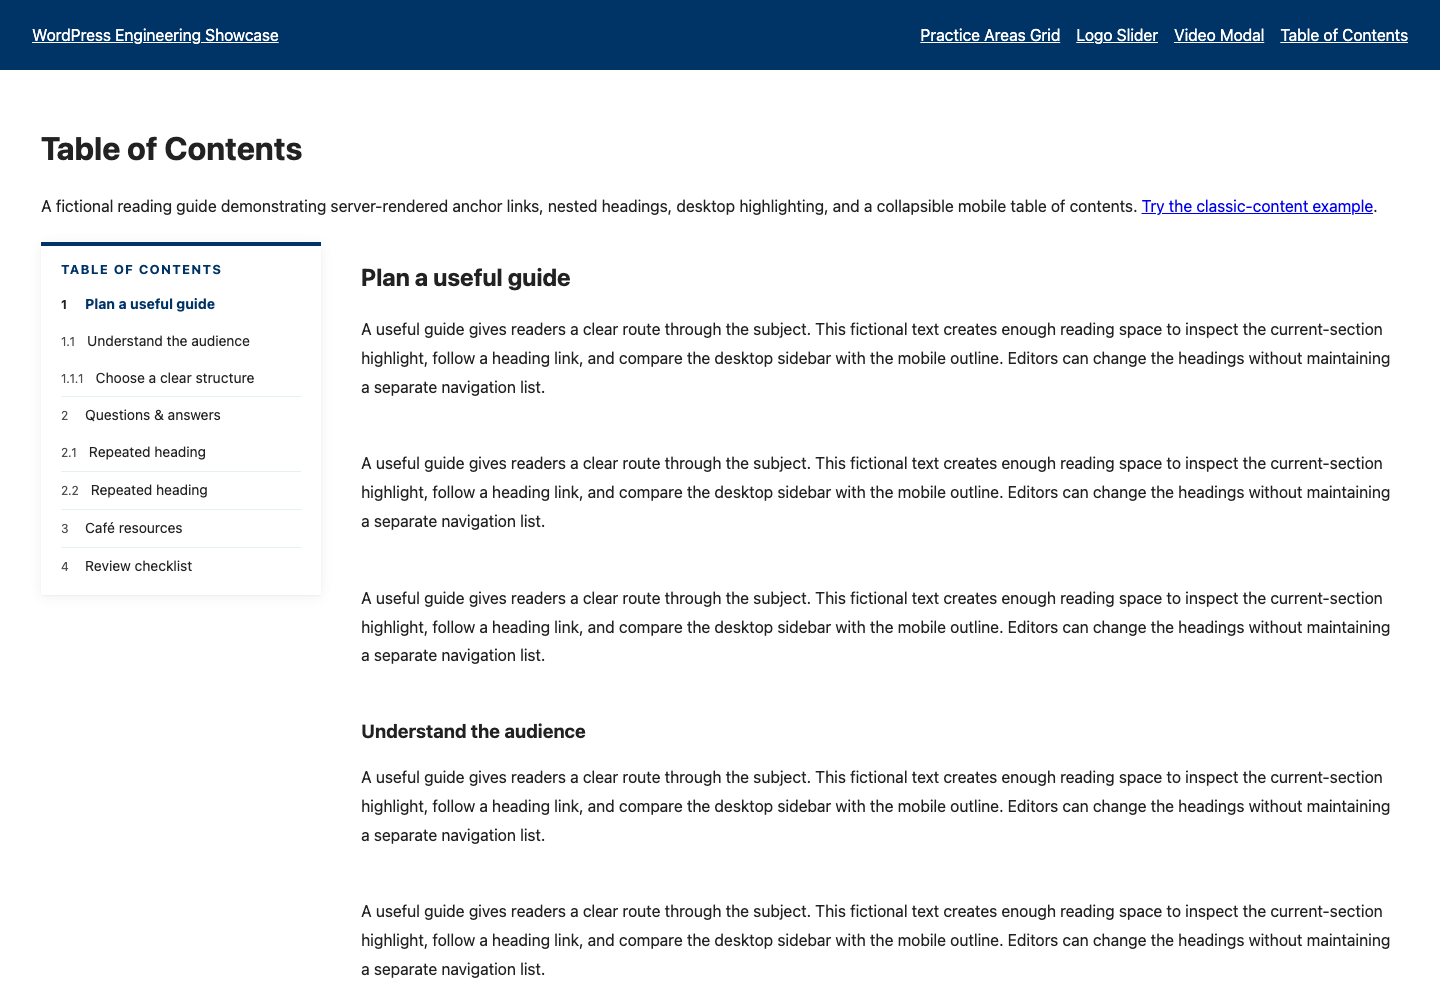 WordPress Engineering Showcase
Practice Areas Grid Logo Slider Video Modal Table of Contents
Table of Contents
A fictional reading guide demonstrating server-rendered anchor links, nested headings, desktop highlighting, and a collapsible mobile table of contents. Try the classic-content example.
TABLE OF CONTENTS
1 Plan a useful guide
1.1 Understand the audience
1.1.1 Choose a clear structure
2 Questions & answers
2.1 Repeated heading
2.2 Repeated heading
3 Café resources
4 Review checklist
Plan a useful guide
A useful guide gives readers a clear route through the subject. This fictional text creates enough reading space to inspect the current-section
highlight, follow a heading link, and compare the desktop sidebar with the mobile outline. Editors can change the headings without maintaining
a separate navigation list.
A useful guide gives readers a clear route through the subject. This fictional text creates enough reading space to inspect the current-section
highlight, follow a heading link, and compare the desktop sidebar with the mobile outline. Editors can change the headings without maintaining
a separate navigation list.
A useful guide gives readers a clear route through the subject. This fictional text creates enough reading space to inspect the current-section
highlight, follow a heading link, and compare the desktop sidebar with the mobile outline. Editors can change the headings without maintaining
a separate navigation list.
Understand the audience
A useful guide gives readers a clear route through the subject. This fictional text creates enough reading space to inspect the current-section
highlight, follow a heading link, and compare the desktop sidebar with the mobile outline. Editors can change the headings without maintaining
a separate navigation list.
A useful guide gives readers a clear route through the subject. This fictional text creates enough reading space to inspect the current-section
highlight, follow a heading link, and compare the desktop sidebar with the mobile outline. Editors can change the headings without maintaining
a separate navigation list.